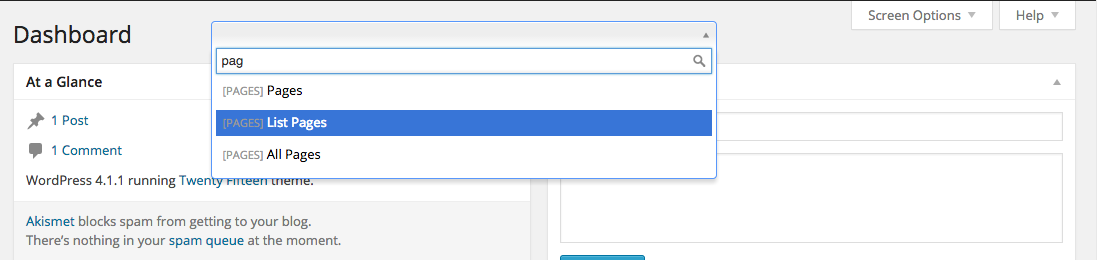 Screen Options
Help
Dashboard
pag
At a Glance
[PAGES] Pages
1 Post
[PAGES] List Pages
1 Comment
[PAGES] All Pages
WordPress 4.1.1 running Twenty Fifteen theme.
Akismet blocks spam from getting to your blog.
There's nothing in your spam queue at the moment.